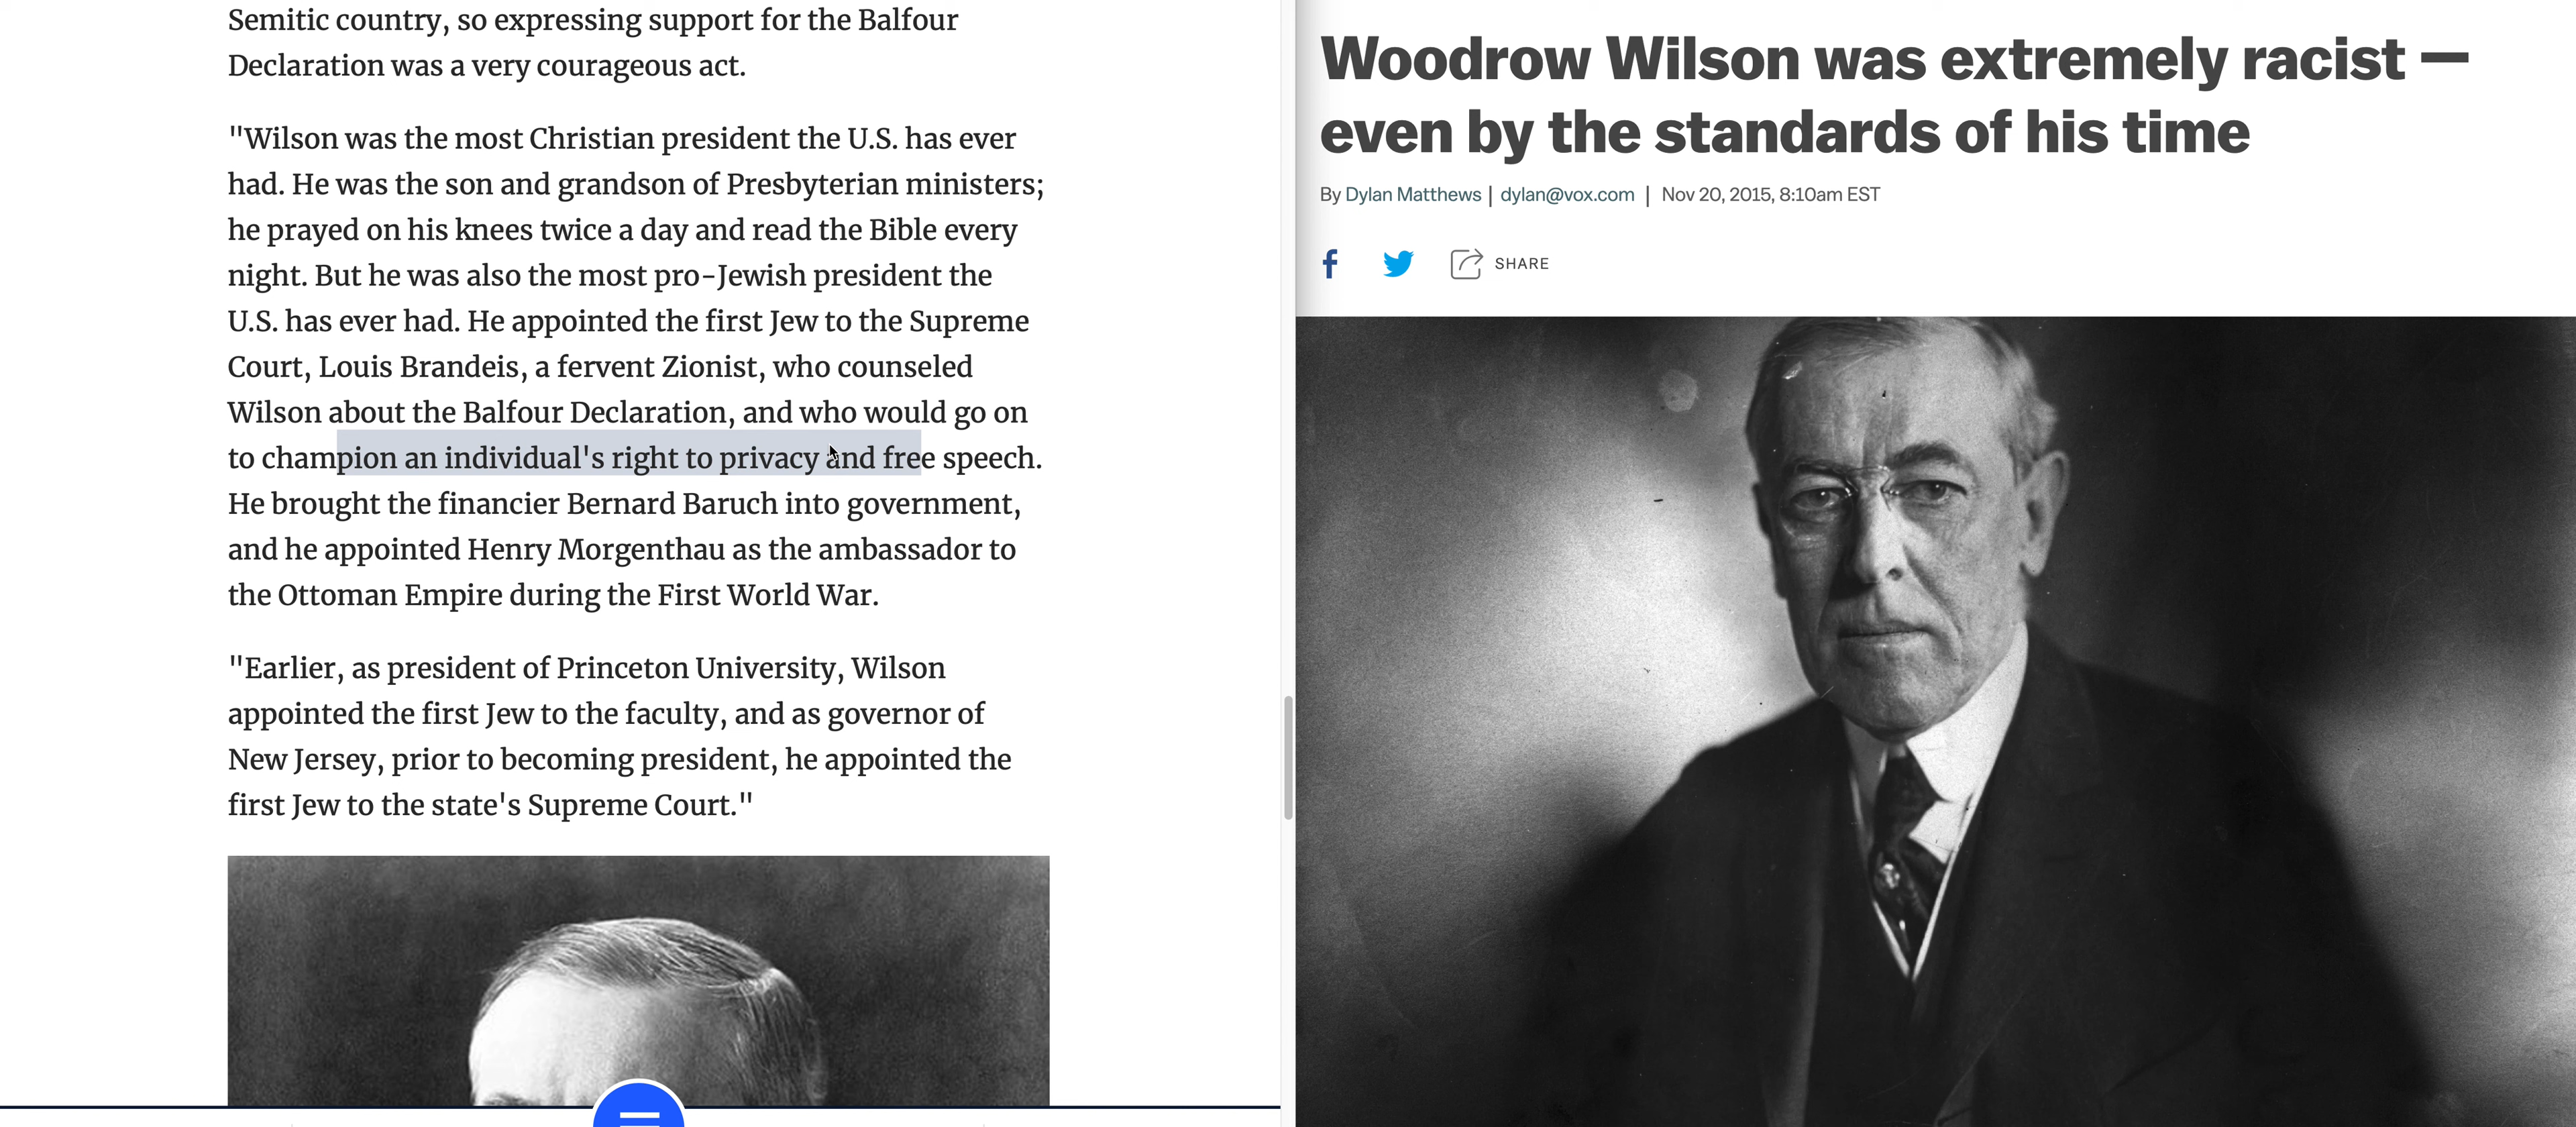 Semitic country, so expressing support for the Balfour
Declaration was a very courageous act.
"Wilson was the most Christian president the U.S. has ever
had. He was the son and grandson of Presbyterian ministers;
he prayed on his knees twice a day and read the Bible every
night. But he was also the most pro-Jewish president the
U.S. has ever had. He appointed the first Jew to the Supreme
Court, Louis Brandeis, a fervent Zionist, who counseled
Wilson about the Balfour Declaration, and who would go on
to champion an individual's right to privacy and free speech.
He brought the financier Bernard Baruch into government,
and he appointed Henry Morgenthau as the ambassador to
the Ottoman Empire during the First World War.
"Earlier, as president of Princeton University, Wilson
appointed the first Jew to the faculty, and as governor of
New Jersey, prior to becoming president, he appointed the
first Jew to the state's Supreme Court."
Woodrow Wilson was extremely racist —
even by the standards of his time
By Dylan Matthews | dylan@vox.com | Nov 20, 2015, 8:10am EST
SHARE